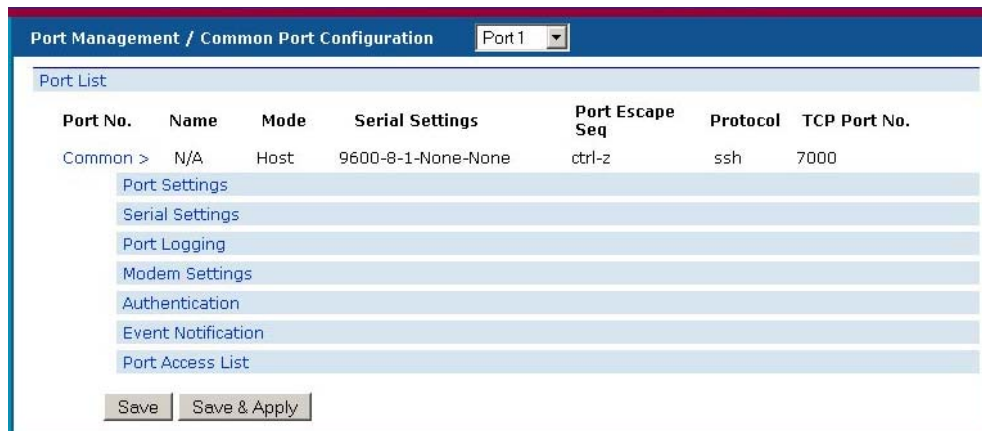 Port Management / Common Port Configuration Port1
Port List
Port No. Name Mode Serial Settings Port Escape Seq Protocol TCP Port No.
Common > N/A Host 9600-8-1-None-None ctrl-z ssh 7000
Port Settings
Serial Settings
Port Logging
Modem Settings
Authentication
Event Notification
Port Access List
Save Save & Apply